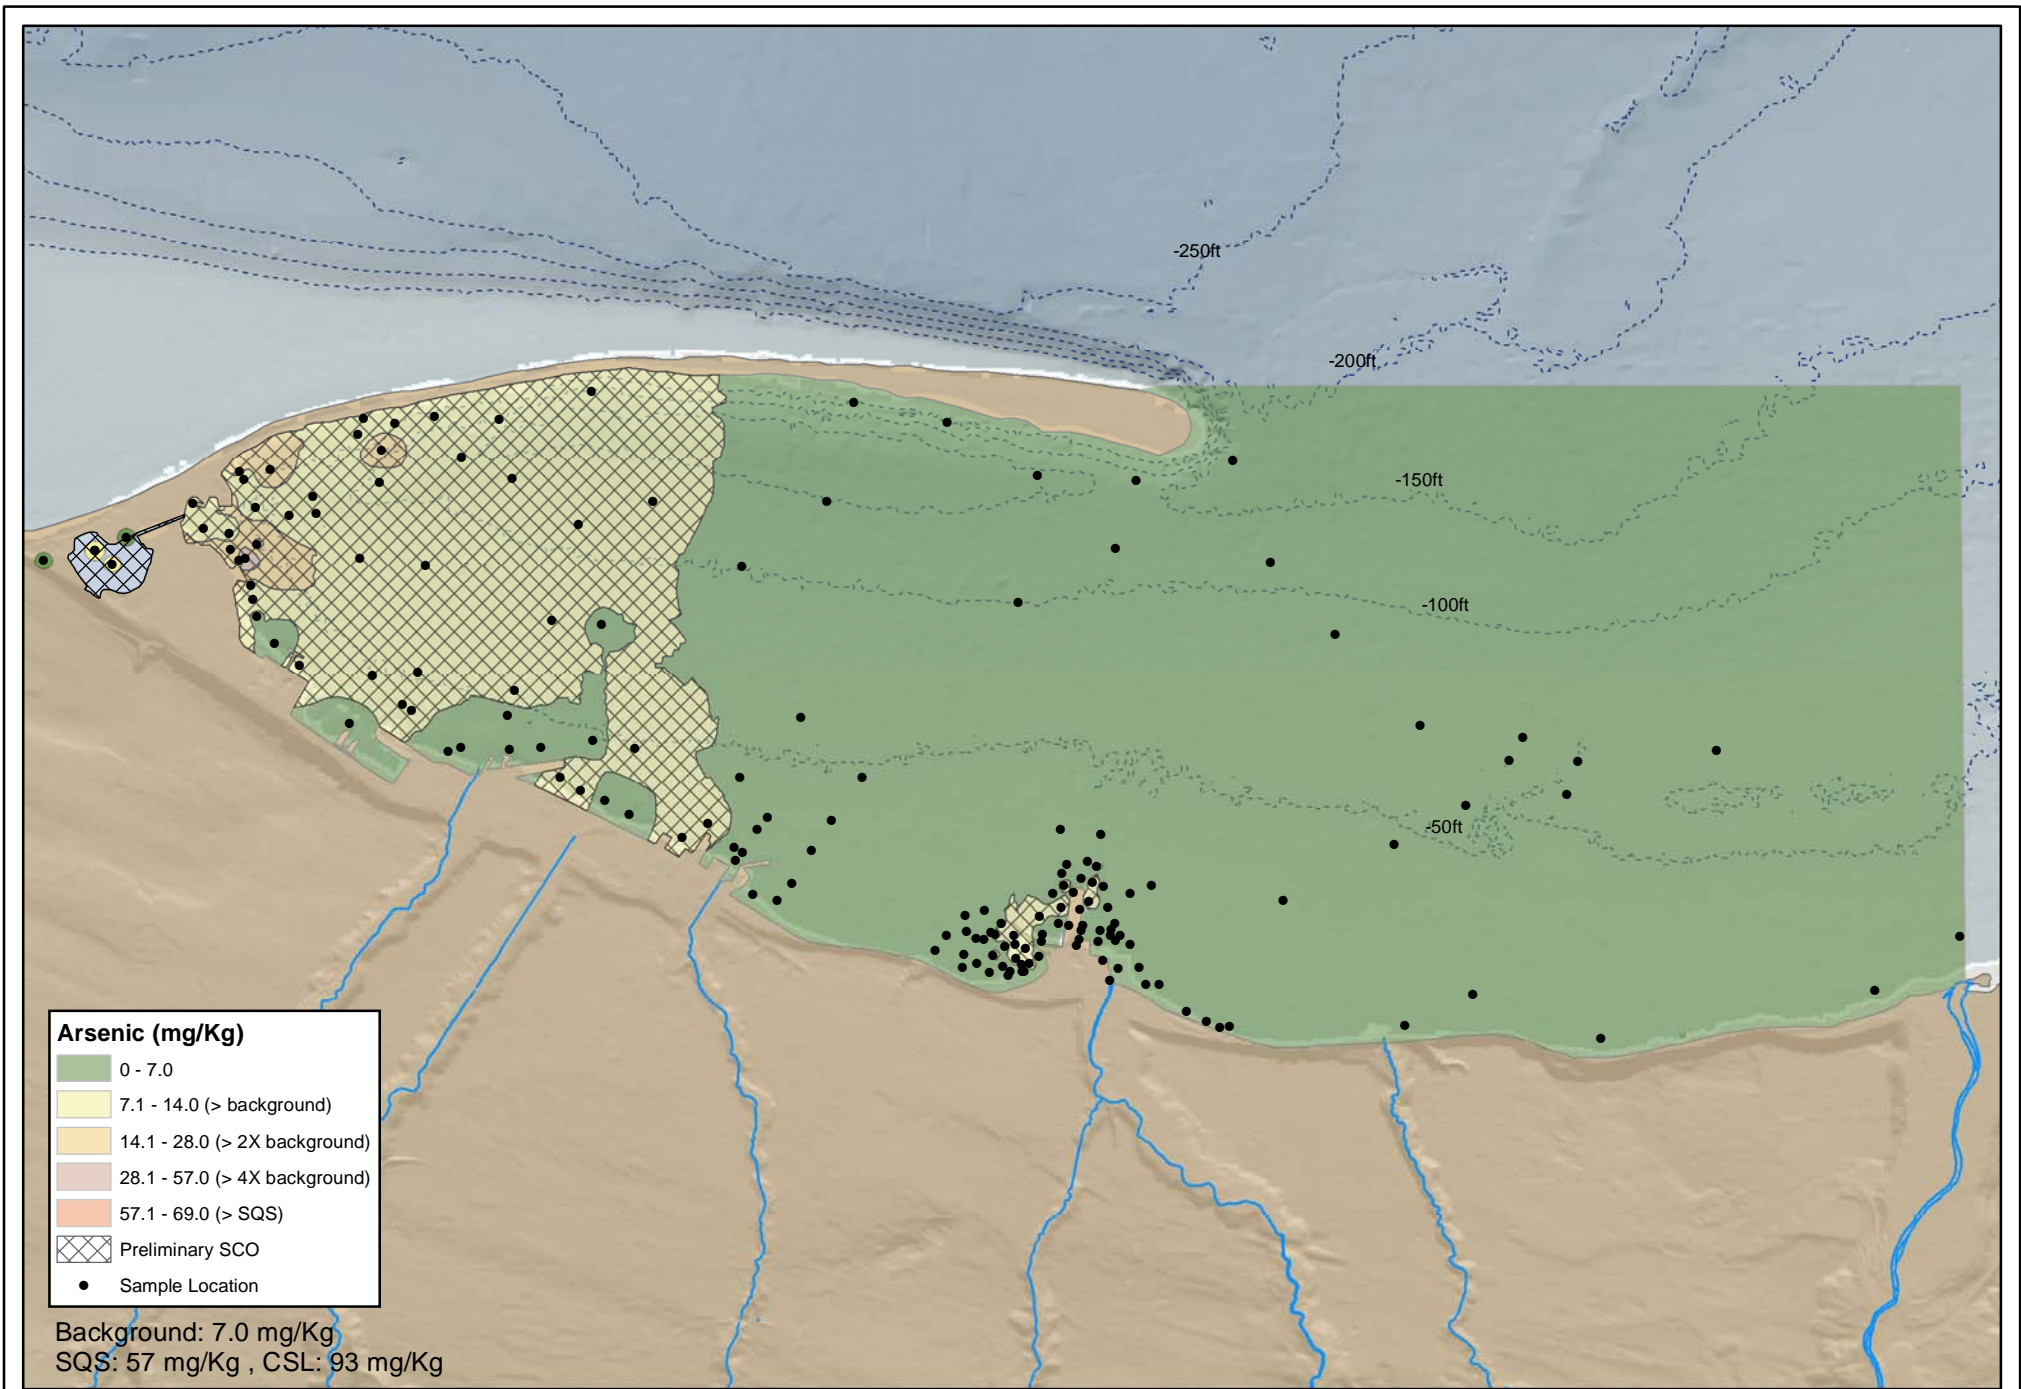 -250ft
-200ft
-150ft
-100ft
-50ft
Arsenic (mg/Kg)
0 - 7.0
7.1 - 14.0 (> background)
14.1 - 28.0 (> 2X background)
28.1 - 57.0 (> 4X background)
57.1 - 69.0 (> SQS)
Preliminary SCO
Sample Location
Background: 7.0 mg/Kg
SQS: 57 mg/Kg , CSL: 93 mg/Kg